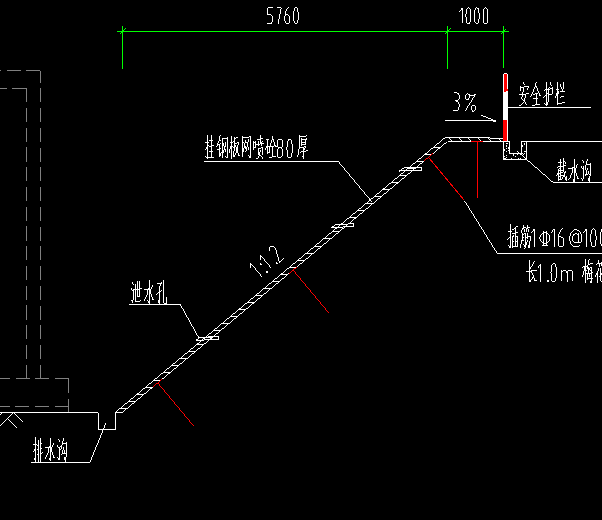 5760
1000
3%
安全护栏
挂钢板网喷砼80厚
截水沟
插筋1Φ16@100
长1.0m 梅花
1:1.2
泄水孔
排水沟